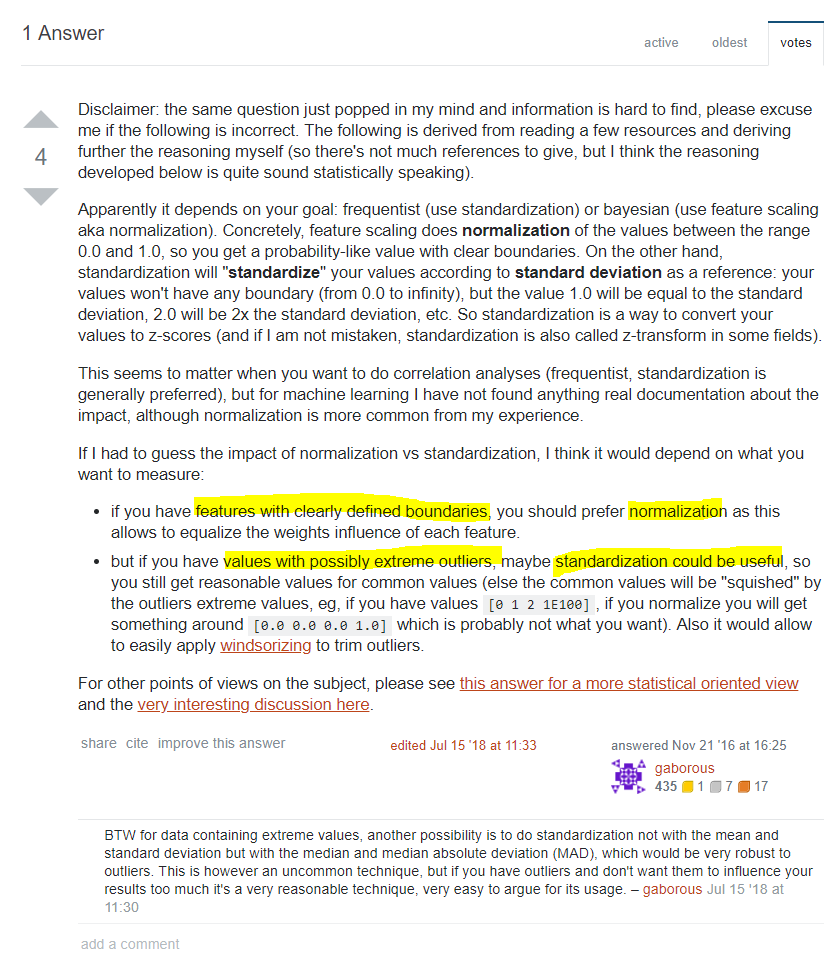 1 Answer
active oldest votes
Disclaimer: the same question just popped in my mind and information is hard to find, please excuse
me if the following is incorrect. The following is derived from reading a few resources and deriving
further the reasoning myself (so there's not much references to give, but I think the reasoning
developed below is quite sound statistically speaking).
4
Apparently it depends on your goal: frequentist (use standardization) or bayesian (use feature scaling
aka normalization). Concretely, feature scaling does normalization of the values between the range
0.0 and 1.0, so you get a probability-like value with clear boundaries. On the other hand,
standardization will "standardize" your values according to standard deviation as a reference: your
values won't have any boundary (from 0.0 to infinity), but the value 1.0 will be equal to the standard
deviation, 2.0 will be 2x the standard deviation, etc. So standardization is a way to convert your
values to z-scores (and if I am not mistaken, standardization is also called z-transform in some fields).
This seems to matter when you want to do correlation analyses (frequentist, standardization is
generally preferred), but for machine learning I have not found anything real documentation about the
impact, although normalization is more common from my experience.
If I had to guess the impact of normalization vs standardization, I think it would depend on what you
want to measure:
• if you have features with clearly defined boundaries, you should prefer normalization as this
allows to equalize the weights influence of each feature.
• but if you have values with possibly extreme outliers, maybe standardization could be useful, so
you still get reasonable values for common values (else the common values will be "squished" by
the outliers extreme values, eg, if you have values [0 1 2 1E100] , if you normalize you will get
something around [0.0 0.0 0.0 1.0] which is probably not what you want). Also it would allow
to easily apply windsorizing to trim outliers.
For other points of views on the subject, please see this answer for a more statistical oriented view
and the very interesting discussion here.
share cite improve this answer
edited Jul 15 '18 at 11:33
answered Nov 21 '16 at 16:25
gaborous
435 1 7 17
BTW for data containing extreme values, another possibility is to do standardization not with the mean and
standard deviation but with the median and median absolute deviation (MAD), which would be very robust to
outliers. This is however an uncommon technique, but if you have outliers and don't want them to influence your
results too much it's a very reasonable technique, very easy to argue for its usage. – gaborous Jul 15 '18 at
11:30
add a comment